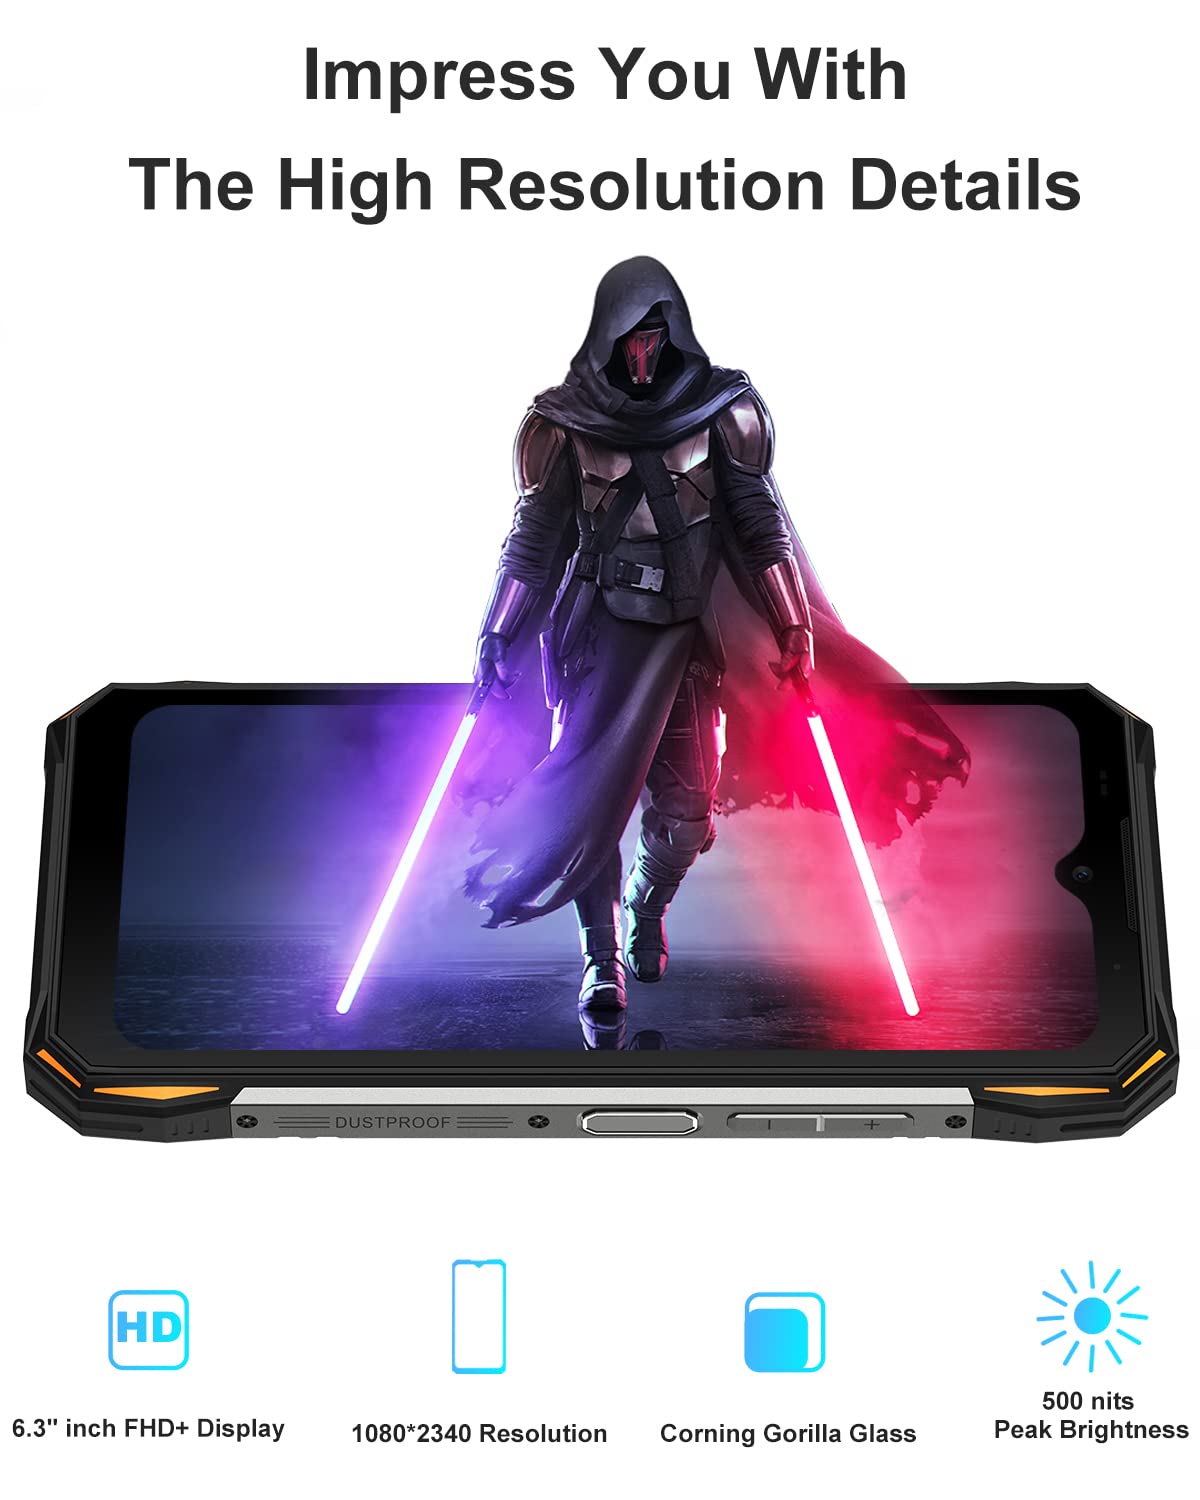 Impress You With
The High Resolution Details
DUSTPROOF
- +
HD
6.3" inch FHD+ Display
1080*2340 Resolution
Corning Gorilla Glass
500 nits
Peak Brightness